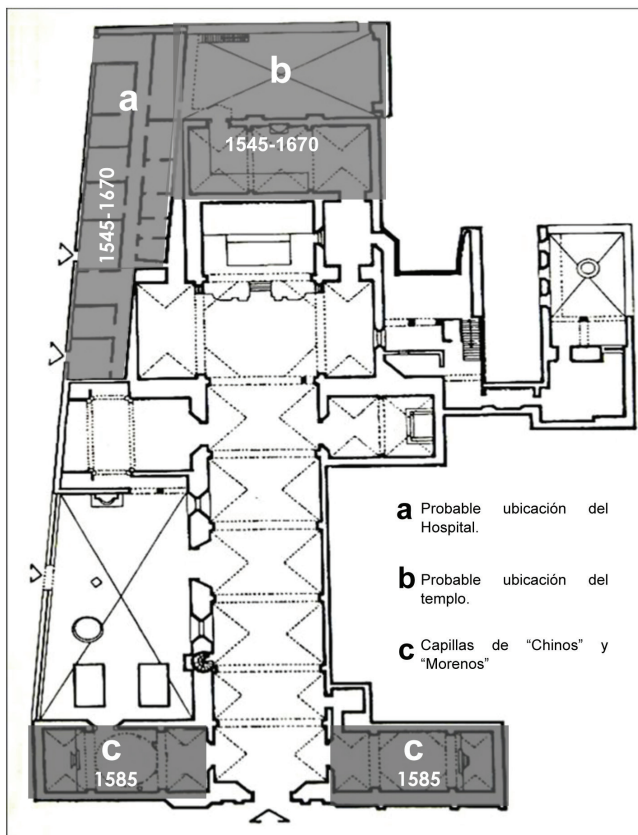 a
b
1545-1670
1545-1670
a Probable ubicación del
Hospital.
b Probable ubicación del
templo.
c Capillas de “Chinos” y
“Morenos”
c
1585
c
1585